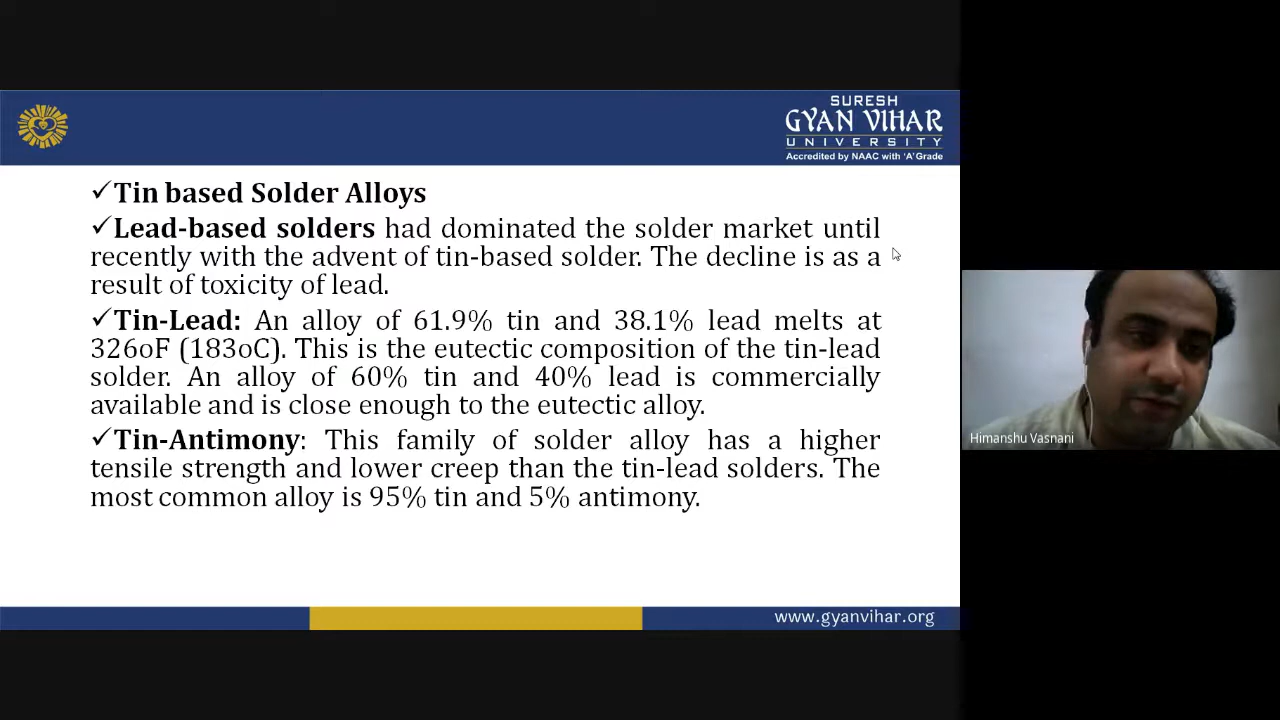 SURESH
GYAN VIHAR
UNIVERSITY
Accredited by NAAC with 'A' Grade
✓Tin based Solder Alloys
✓Lead-based solders had dominated the solder market until
recently with the advent of tin-based solder. The decline is as a
result of toxicity of lead.
✓Tin-Lead: An alloy of 61.9% tin and 38.1% lead melts at
326oF (183oC). This is the eutectic composition of the tin-lead
solder. An alloy of 60% tin and 40% lead is commercially
available and is close enough to the eutectic alloy.
✓Tin-Antimony: This family of solder alloy has a higher
tensile strength and lower creep than the tin-lead solders. The
most common alloy is 95% tin and 5% antimony.
Himanshu Vasnani
www.gyanvihar.org